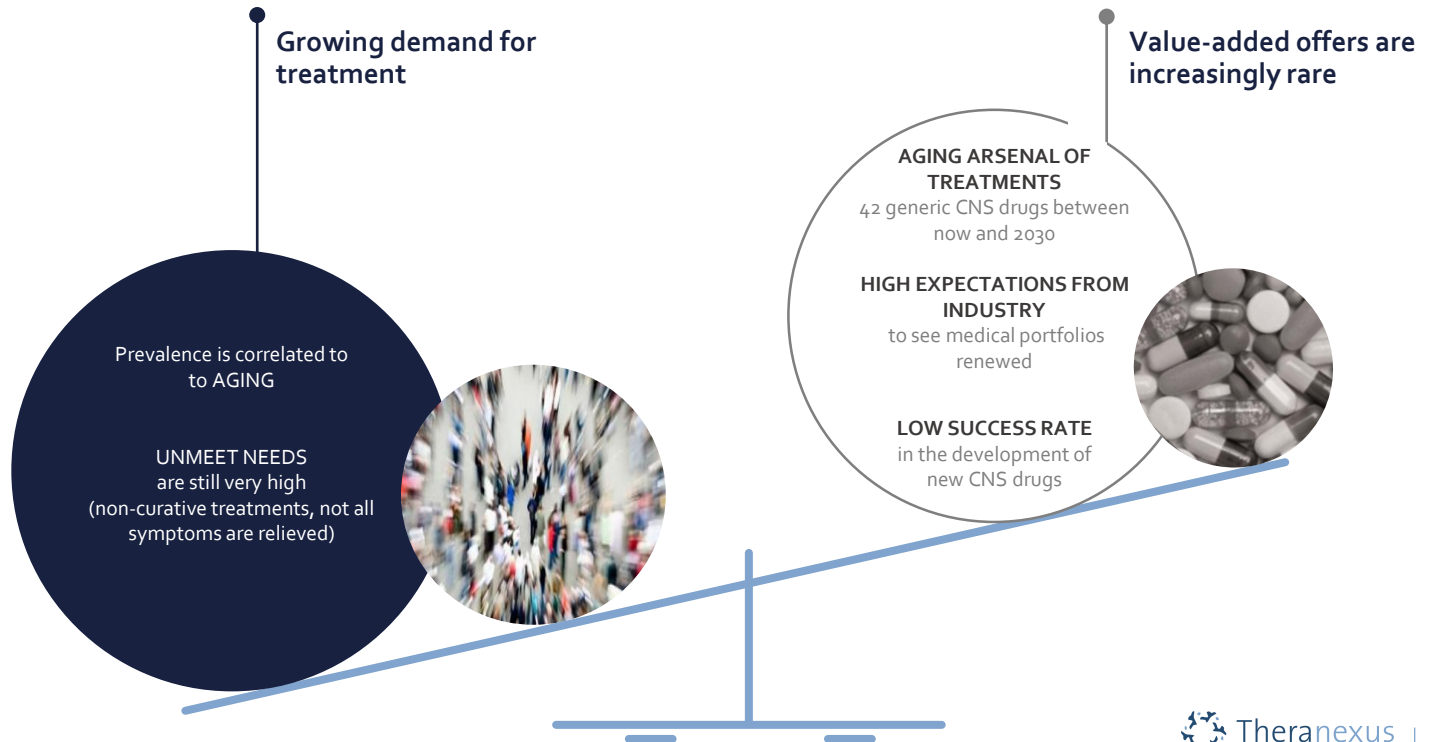 Growing demand for
treatment
Value-added offers are
increasingly rare
Prevalence is correlated to
to AGING
UNMEET NEEDS
are still very high
(non-curative treatments, not all
symptoms are relieved)
AGING ARSENAL OF
TREATMENTS
42 generic CNS drugs between
now and 2030
HIGH EXPECTATIONS FROM
INDUSTRY
to see medical portfolios
renewed
LOW SUCCESS RATE
in the development of
new CNS drugs
Theranexus |